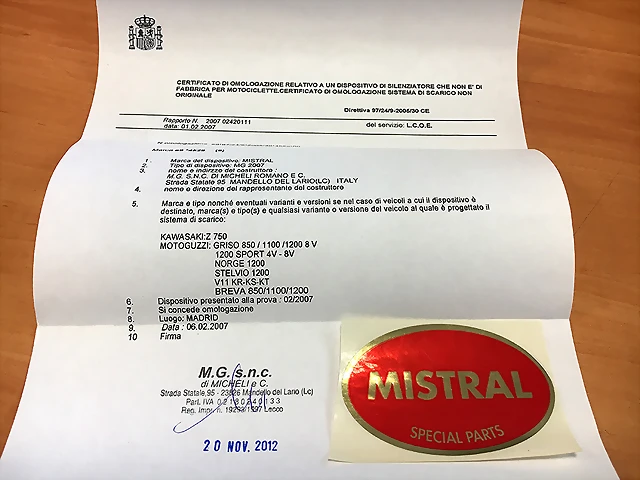 CERTIFICATO DI OMOLOGAZIONE RELATIVO A UN DISPOSITIVO DI SILENZIATORE CHE NON E' DI
FABBRICA PER MOTOCICLETTE.CERTIFICATO DI OMOLOGAZIONE SISTEMA DI SCARICO NON
ORIGINALE
Direttiva 97/24/9-2006/30 CE
Rapporto N. 2007 02420111 del servizio: L.C.O.E.
data: 01.02.2007
1. Marca del dispositivo: MISTRAL
2. Tipo di dispositivo: MG 2007
3. nome e indirizzo del costruttore :
M.G. S.N.C. DI MICHELI ROMANO E C.
Strada Statale 95 MANDELLO DEL LARIO(LC) ITALY
4. nome e direzione del rappresentante del costruttore
5. Marca e tipo nonché eventuali varianti e versioni se nel caso di veicoli a cui il dispositivo è
destinato, marca(s) e tipo(s) e qualsiasi variante o versione del veicolo al quale è progettato il
sistema di scarico:
KAWASAKI:Z 750
MOTOGUZZI: GRISO 850 / 1100 /1200 8 V
1200 SPORT 4V - 8V
NORGE 1200
STELVIO 1200
V11 KR-KS-KT
BREVA 850/1100/1200
6. Dispositivo presentato alla prova : 02/2007
7. Si concede omologazione
8. Luogo: MADRID
9. Data : 06.02.2007
10 Firma
M.G. s.n.c.
di MICHELI e C.
Strada Statale,95 - 23826 Mandello del Lario (Lc)
Part. IVA 02180240133
Reg. Impr. n. 19293/1997 Lecco
20 NOV. 2012
MISTRAL
SPECIAL PARTS